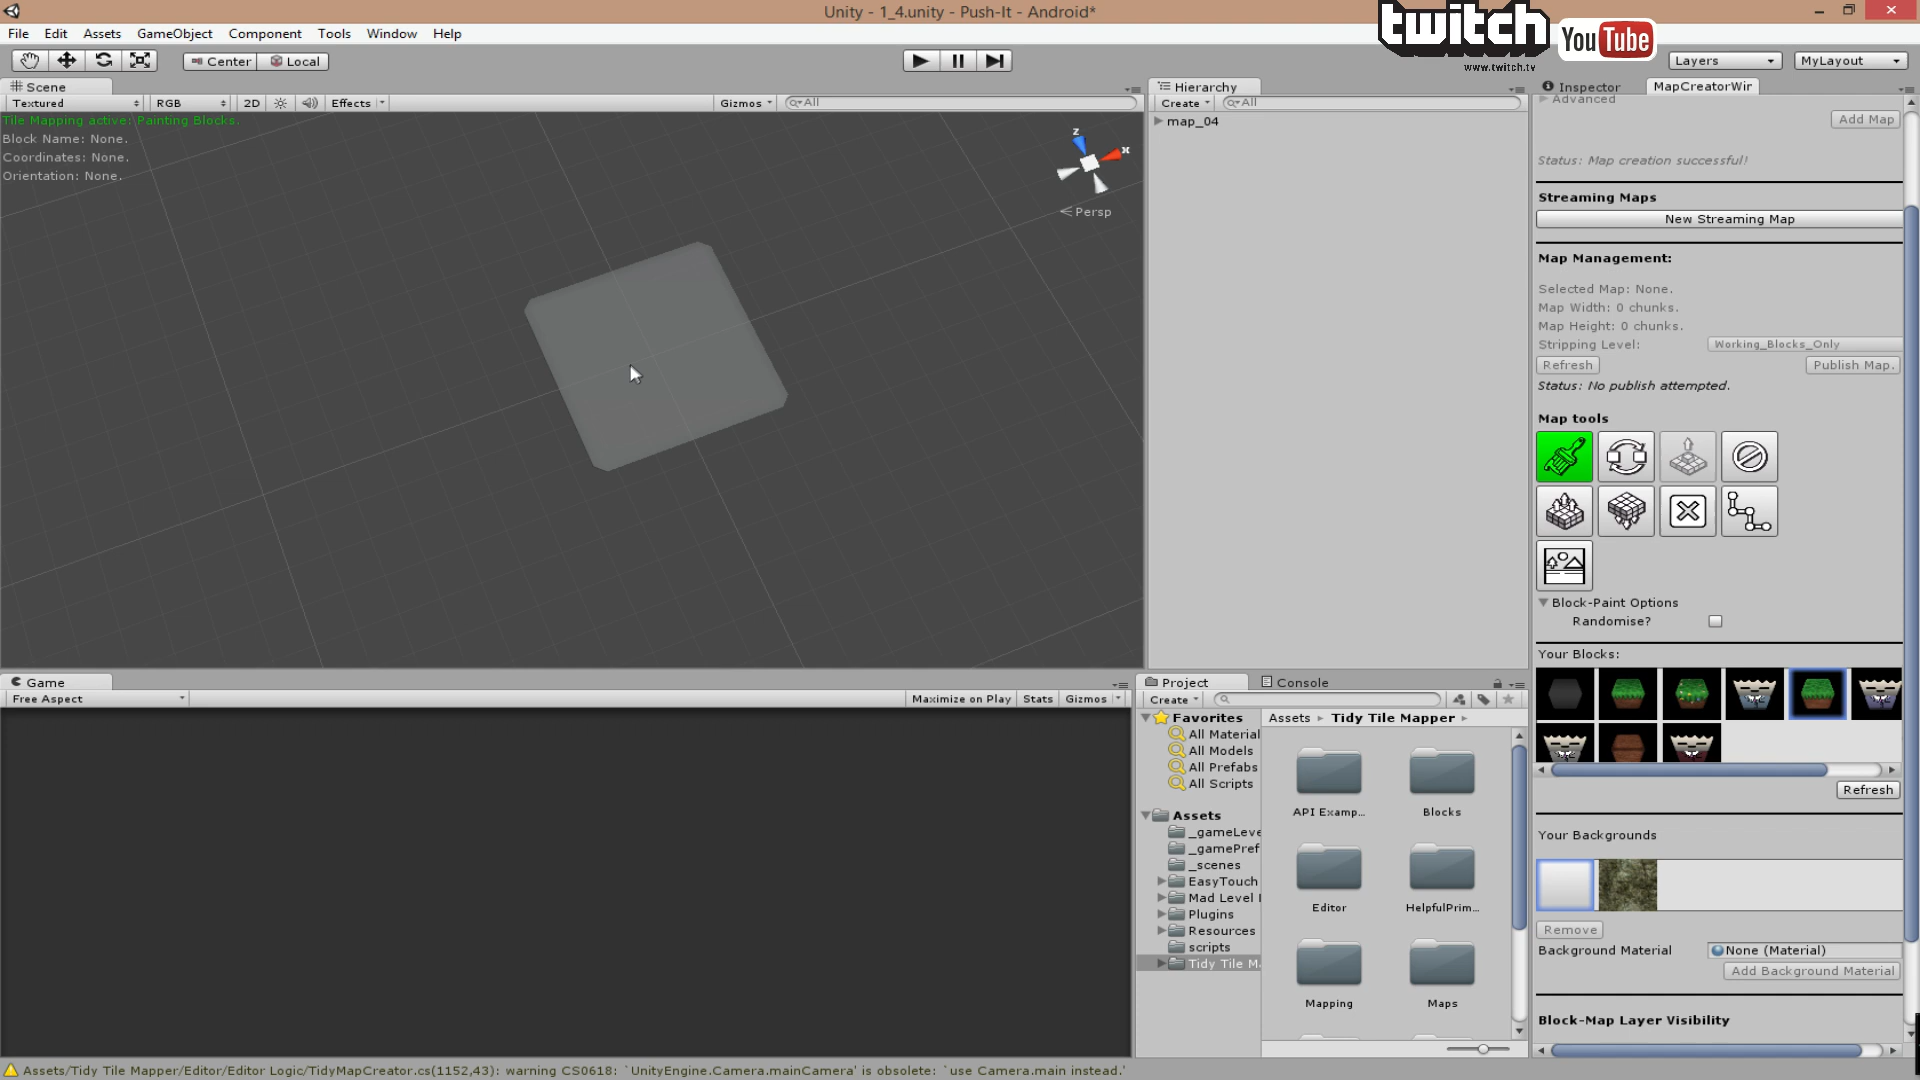 Unity - 1_4.unity - Push-It - Android*
twitch
www.twitch.tv
YouTube
File Edit Assets GameObject Component Tools Window Help
Center Local
Layers MyLayout
Scene
Textured RGB 2D Effects Gizmos All
Tile Mapping active: Painting Blocks.
Block Name: None.
Coordinates: None.
Orientation: None.
z
x
Persp
Hierarchy
Create All
map_04
Inspector MapCreatorWir
Advanced
Add Map
Status: Map creation successful!
Streaming Maps
New Streaming Map
Map Management:
Selected Map: None.
Map Width: 0 chunks.
Map Height: 0 chunks.
Stripping Level: Working_Blocks_Only
Refresh Publish Map.
Status: No publish attempted.
Map tools
Block-Paint Options
Randomise?
Your Blocks:
Refresh
Your Backgrounds
Remove
Background Material None (Material)
Add Background Material
Block-Map Layer Visibility
Game
Free Aspect Maximize on Play Stats Gizmos
Project Console
Create
Favorites
All Material
All Models
All Prefabs
All Scripts
Assets
_gameLeve
_gamePref
_scenes
EasyTouch
Mad Level
Plugins
Resources
scripts
Tidy Tile M
Assets Tidy Tile Mapper
API Examp...
Blocks
Editor
HelpfulPrim...
Mapping
Maps
Assets/Tidy Tile Mapper/Editor/Editor Logic/TidyMapCreator.cs(1152,43): warning CS0618: `UnityEngine.Camera.mainCamera' is obsolete: `use Camera.main instead.'